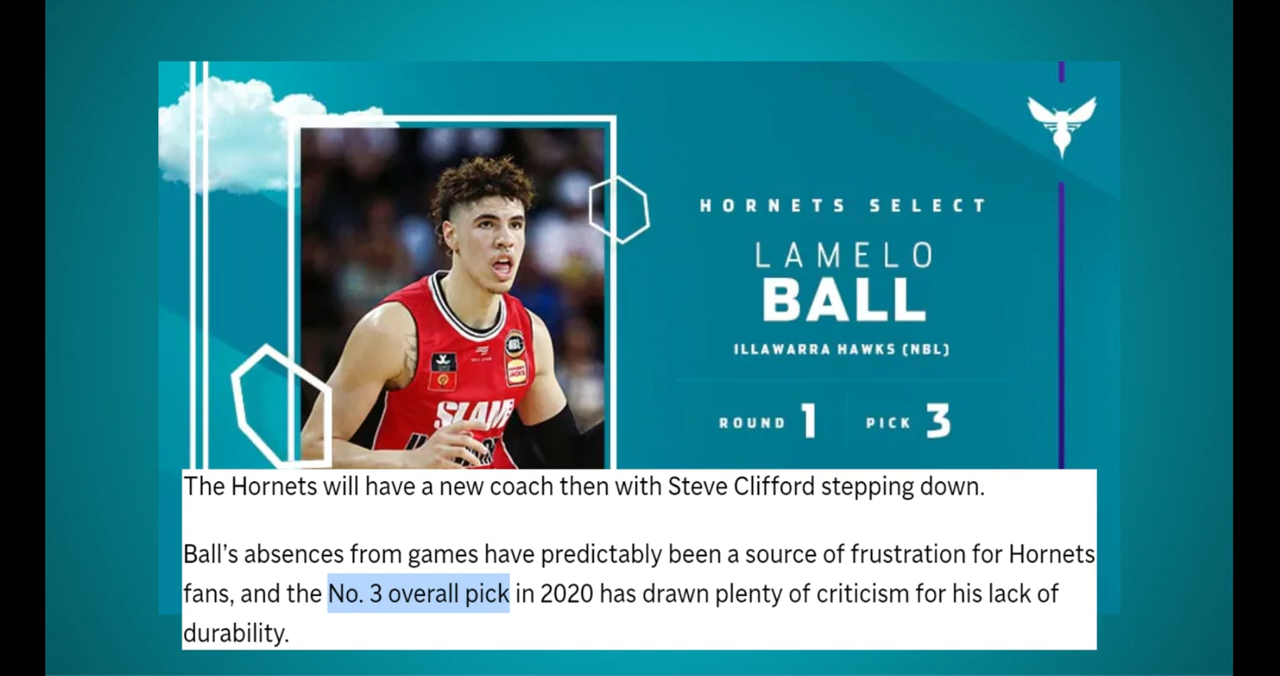 HORNETS SELECT
LAMELO
BALL
ILLAWARRA HAWKS (NBL)
ROUND 1 PICK 3
NBL
SLAM
The Hornets will have a new coach then with Steve Clifford stepping down.
Ball’s absences from games have predictably been a source of frustration for Hornets
fans, and the No. 3 overall pick in 2020 has drawn plenty of criticism for his lack of
durability.